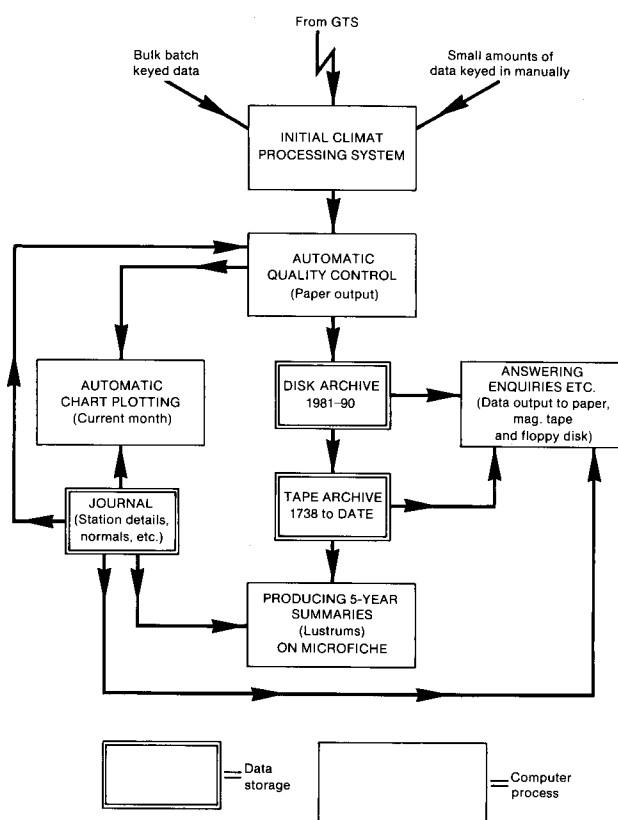 From GTS
Bulk batch
keyed data
Small amounts of
data keyed in manually
INITIAL CLIMAT
PROCESSING SYSTEM
AUTOMATIC
QUALITY CONTROL
(Paper output)
AUTOMATIC
CHART PLOTTING
(Current month)
DISK ARCHIVE
1981–90
ANSWERING
ENQUIRIES ETC.
(Data output to paper,
mag. tape
and floppy disk)
JOURNAL
(Station details,
normals, etc.)
TAPE ARCHIVE
1738 to DATE
PRODUCING 5-YEAR
SUMMARIES
(Lustrums)
ON MICROFICHE
= Data
storage
= Computer
process